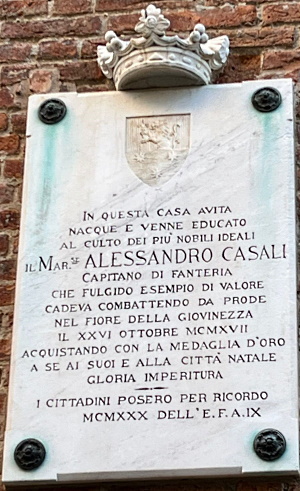 IN QUESTA CASA AVITA
NACQUE E VENNE EDUCATO
AL CULTO DEI PIU' NOBILI IDEALI
IL MAR.SE ALESSANDRO CASALI
CAPITANO DI FANTERIA
CHE FULGIDO ESEMPIO DI VALORE
CADEVA COMBATTENDO DA PRODE
NEL FIORE DELLA GIOVINEZZA
IL XXVI OTTOBRE MCMXVII
ACQUISTANDO CON LA MEDAGLIA D'ORO
A SE AI SUOI E ALLA CITTA' NATALE
GLORIA IMPERITURA
I CITTADINI POSERO PER RICORDO
MCMXXX DELL'E.F.A.IX